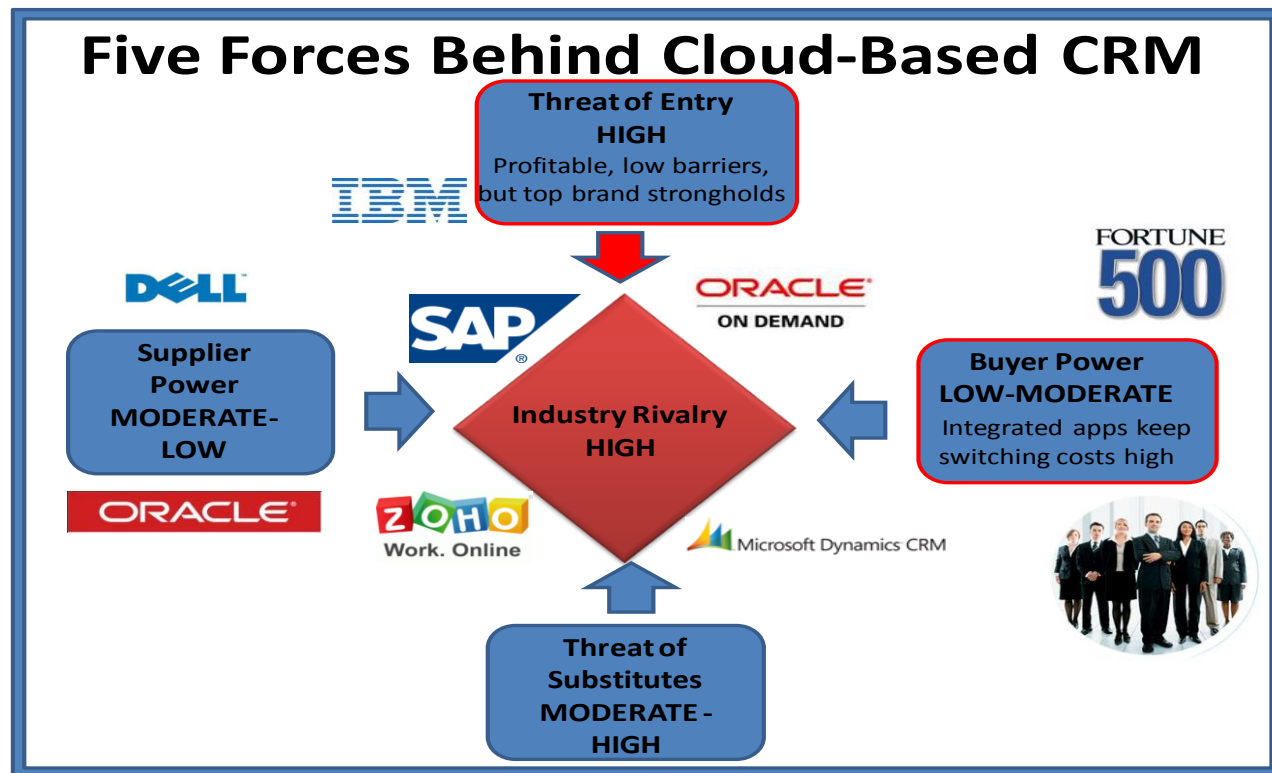 Five Forces Behind Cloud-Based CRM
Threat of Entry
HIGH
Profitable, low barriers,
but top brand strongholds
IBM
FORTUNE
500
DELL
SAP®
ORACLE®
ON DEMAND
Supplier
Power
MODERATE-
LOW
Industry Rivalry
HIGH
Buyer Power
LOW-MODERATE
Integrated apps keep
switching costs high
ORACLE®
ZOHO
Work. Online
Microsoft Dynamics CRM
Threat of
Substitutes
MODERATE -
HIGH